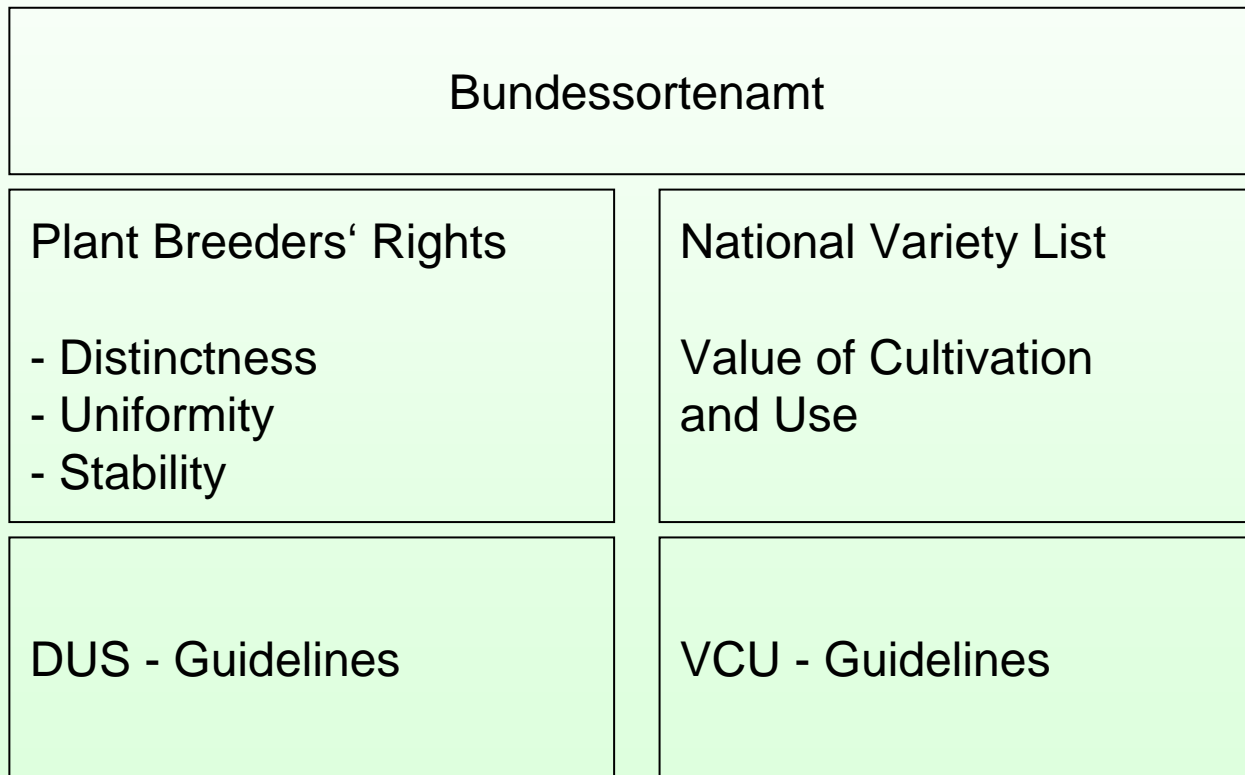 Bundessortenamt
Plant Breeders‘ Rights
- Distinctness
- Uniformity
- Stability
National Variety List
Value of Cultivation
and Use
DUS - Guidelines
VCU - Guidelines